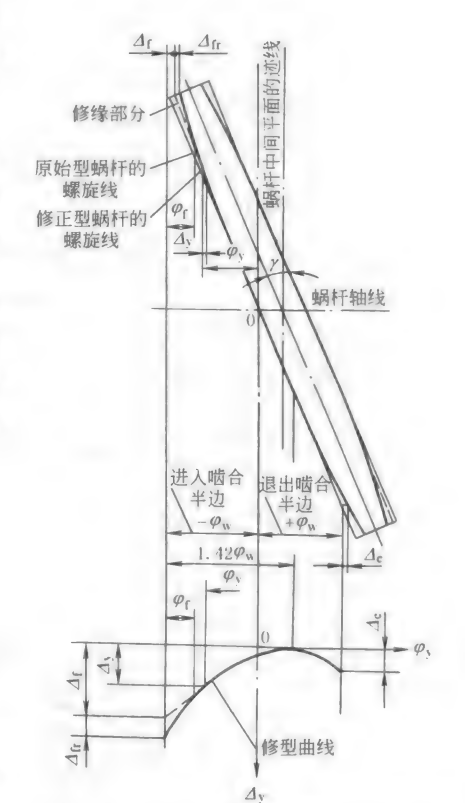 Δf Δfr
蜗杆中间平面的迹线
修缘部分
原始型蜗杆的
螺旋线
修正型蜗杆的
螺旋线
φf
Δy
φy
γ
蜗杆轴线
0
进入啮合
半边
-φw
退出啮合
半边
+φw
1.42φw
Δe
φf
φy
Δf
Δy
0
Δe
φy
Δfr
修型曲线
Δy